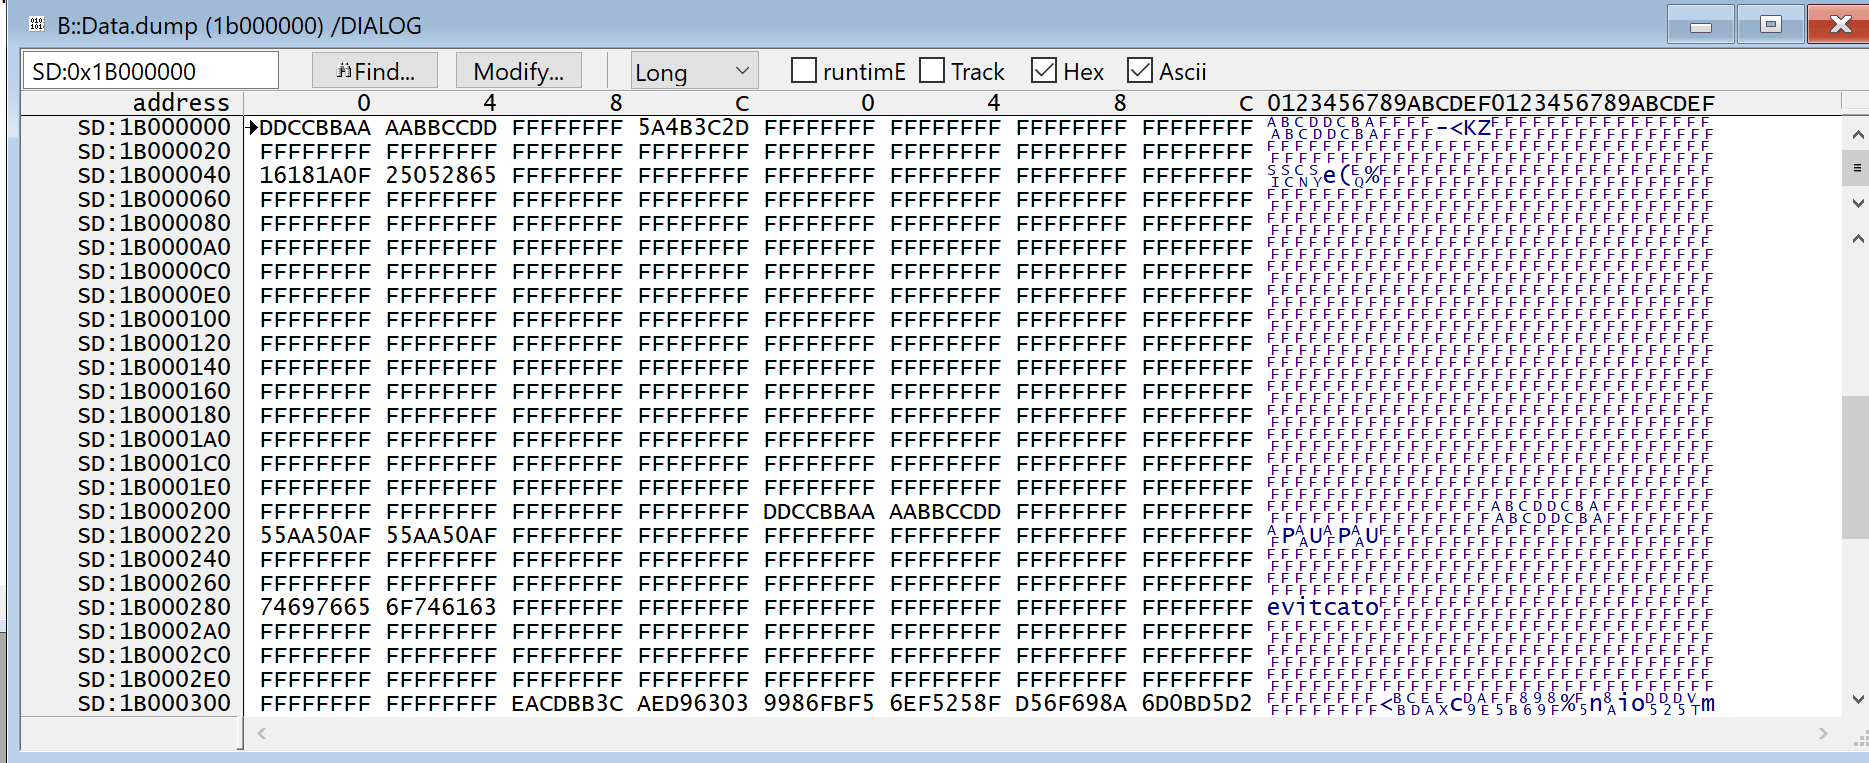 B::Data.dump (1b000000) /DIALOG
SD:0x1B000000 Find... Modify... Long runtimE Track Hex Ascii
address 0 4 8 C 0 4 8 C 0123456789ABCDEF0123456789ABCDEF
SD:1B000000 DDCCBBAA AABBCCDD FFFFFFFF 5A4B3C2D FFFFFFFF FFFFFFFF FFFFFFFF FFFFFFFF
SD:1B000020 FFFFFFFF FFFFFFFF FFFFFFFF FFFFFFFF FFFFFFFF FFFFFFFF FFFFFFFF FFFFFFFF
SD:1B000040 16181A0F 25052865 FFFFFFFF FFFFFFFF FFFFFFFF FFFFFFFF FFFFFFFF FFFFFFFF
SD:1B000060 FFFFFFFF FFFFFFFF FFFFFFFF FFFFFFFF FFFFFFFF FFFFFFFF FFFFFFFF FFFFFFFF
SD:1B000080 FFFFFFFF FFFFFFFF FFFFFFFF FFFFFFFF FFFFFFFF FFFFFFFF FFFFFFFF FFFFFFFF
SD:1B0000A0 FFFFFFFF FFFFFFFF FFFFFFFF FFFFFFFF FFFFFFFF FFFFFFFF FFFFFFFF FFFFFFFF
SD:1B0000C0 FFFFFFFF FFFFFFFF FFFFFFFF FFFFFFFF FFFFFFFF FFFFFFFF FFFFFFFF FFFFFFFF
SD:1B0000E0 FFFFFFFF FFFFFFFF FFFFFFFF FFFFFFFF FFFFFFFF FFFFFFFF FFFFFFFF FFFFFFFF
SD:1B000100 FFFFFFFF FFFFFFFF FFFFFFFF FFFFFFFF FFFFFFFF FFFFFFFF FFFFFFFF FFFFFFFF
SD:1B000120 FFFFFFFF FFFFFFFF FFFFFFFF FFFFFFFF FFFFFFFF FFFFFFFF FFFFFFFF FFFFFFFF
SD:1B000140 FFFFFFFF FFFFFFFF FFFFFFFF FFFFFFFF FFFFFFFF FFFFFFFF FFFFFFFF FFFFFFFF
SD:1B000160 FFFFFFFF FFFFFFFF FFFFFFFF FFFFFFFF FFFFFFFF FFFFFFFF FFFFFFFF FFFFFFFF
SD:1B000180 FFFFFFFF FFFFFFFF FFFFFFFF FFFFFFFF FFFFFFFF FFFFFFFF FFFFFFFF FFFFFFFF
SD:1B0001A0 FFFFFFFF FFFFFFFF FFFFFFFF FFFFFFFF FFFFFFFF FFFFFFFF FFFFFFFF FFFFFFFF
SD:1B0001C0 FFFFFFFF FFFFFFFF FFFFFFFF FFFFFFFF FFFFFFFF FFFFFFFF FFFFFFFF FFFFFFFF
SD:1B0001E0 FFFFFFFF FFFFFFFF FFFFFFFF FFFFFFFF FFFFFFFF FFFFFFFF FFFFFFFF FFFFFFFF
SD:1B000200 FFFFFFFF FFFFFFFF FFFFFFFF FFFFFFFF DDCCBBAA AABBCCDD FFFFFFFF FFFFFFFF
SD:1B000220 55AA50AF 55AA50AF FFFFFFFF FFFFFFFF FFFFFFFF FFFFFFFF FFFFFFFF FFFFFFFF
SD:1B000240 FFFFFFFF FFFFFFFF FFFFFFFF FFFFFFFF FFFFFFFF FFFFFFFF FFFFFFFF FFFFFFFF
SD:1B000260 FFFFFFFF FFFFFFFF FFFFFFFF FFFFFFFF FFFFFFFF FFFFFFFF FFFFFFFF FFFFFFFF
SD:1B000280 74697665 6F746163 FFFFFFFF FFFFFFFF FFFFFFFF FFFFFFFF FFFFFFFF FFFFFFFF evitcato
SD:1B0002A0 FFFFFFFF FFFFFFFF FFFFFFFF FFFFFFFF FFFFFFFF FFFFFFFF FFFFFFFF FFFFFFFF
SD:1B0002C0 FFFFFFFF FFFFFFFF FFFFFFFF FFFFFFFF FFFFFFFF FFFFFFFF FFFFFFFF FFFFFFFF
SD:1B0002E0 FFFFFFFF FFFFFFFF FFFFFFFF FFFFFFFF FFFFFFFF FFFFFFFF FFFFFFFF FFFFFFFF
SD:1B000300 FFFFFFFF FFFFFFFF EACDBB3C AED96303 9986FBF5 6EF5258F D56F698A 6D0BD5D2